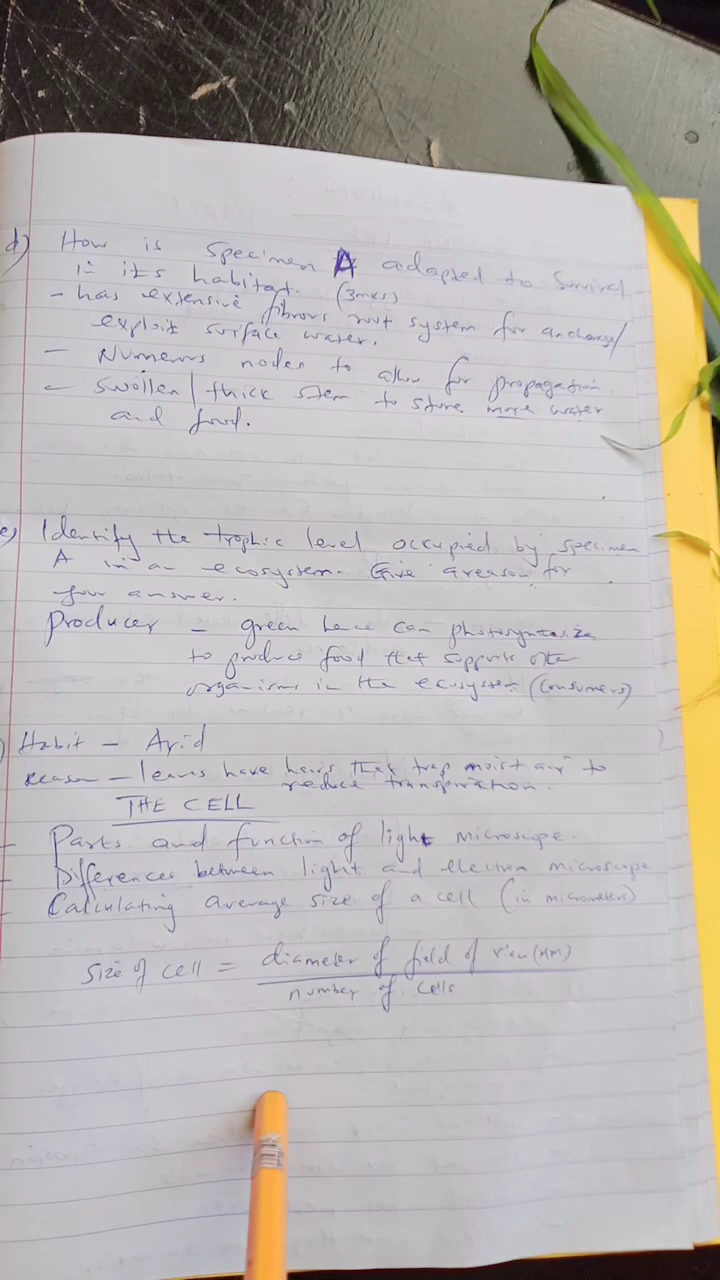 d) How is specimen A adapted to survival
in its habitat. (3mks)
- has extensive fibrous root system for anchorage/
exploit surface water.
- Numerous nodes to allow for propagation
- Swollen/thick stem to store more water
and food.
e) Identify the trophic level occupied by specimen
A in an ecosystem. Give a reason for
your answer.
Producer - green hence can photosynthesize
to produce food that supports other
organisms in the ecosystem (consumers)
) Habit - Arid
reason - leaves have hairs that trap moist air to
reduce transpiration.
THE CELL
- Parts and function of light microscope.
- Differences between light and electron microscope
- Calculating average size of a cell (in micrometers)
size of cell = diameter of field of view (MM)
number of cells